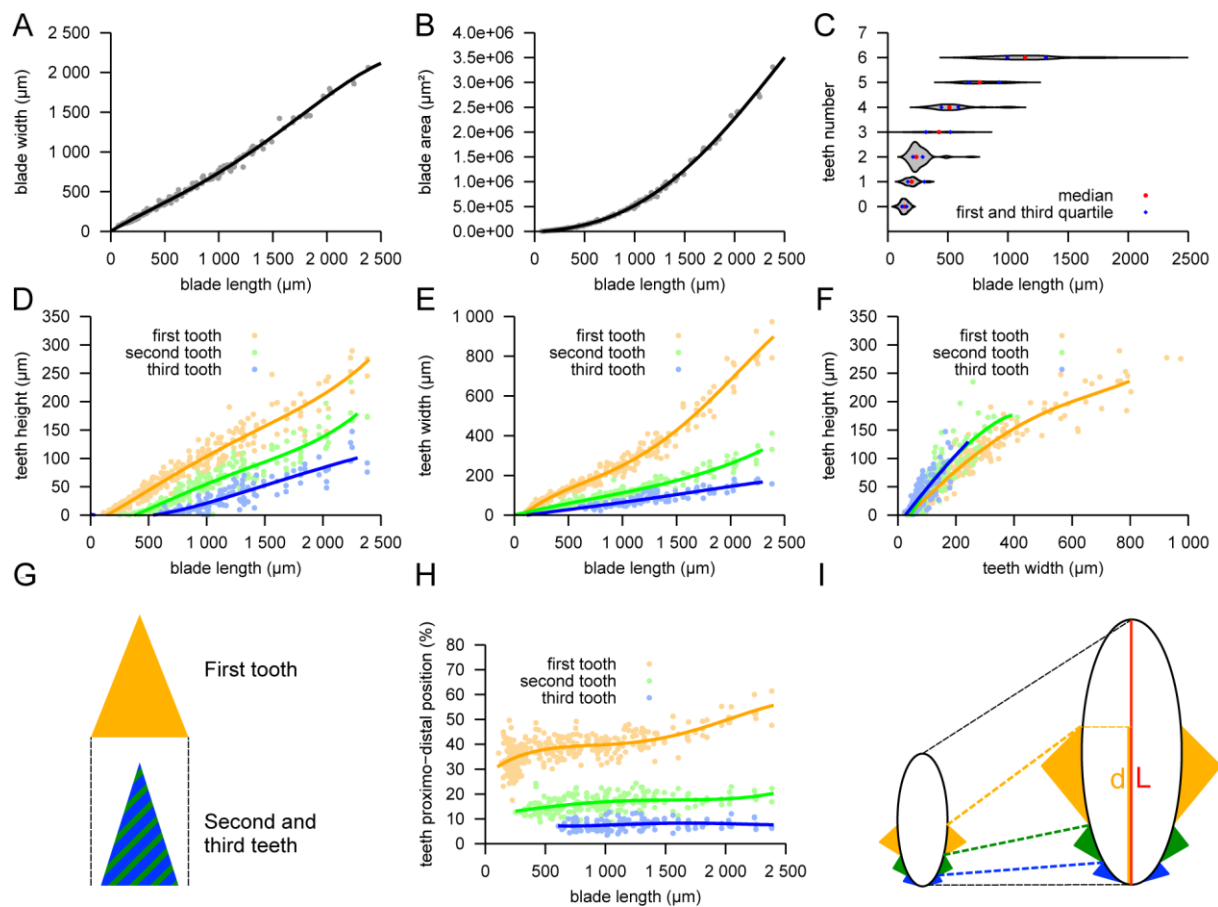 A
blade width (µm)
2 500
2 000
1 500
1 000
500
0
0 500 1 000 1 500 2 000 2 500
blade length (µm)
B
blade area (µm²)
4.0e+06
3.5e+06
3.0e+06
2.5e+06
2.0e+06
1.5e+06
1.0e+06
5.0e+05
0.0e+00
0 500 1 000 1 500 2 000 2 500
blade length (µm)
C
teeth number
6
5
4
3
2
1
0
median
first and third quartile
0 500 1000 1500 2000 2500
blade length (µm)
D
teeth height (µm)
350
300
250
200
150
100
50
0
first tooth
second tooth
third tooth
0 500 1 000 1 500 2 000 2 500
blade length (µm)
E
teeth width (µm)
1 000
800
600
400
200
0
first tooth
second tooth
third tooth
0 500 1 000 1 500 2 000 2 500
blade length (µm)
F
teeth height (µm)
350
300
250
200
150
100
50
0
first tooth
second tooth
third tooth
0 200 400 600 800 1 000
teeth width (µm)
G
First tooth
Second and
third teeth
H
teeth proximo−distal position (%)
80
70
60
50
40
30
20
10
0
first tooth
second tooth
third tooth
0 500 1 000 1 500 2 000 2 500
blade length (µm)
I
d L